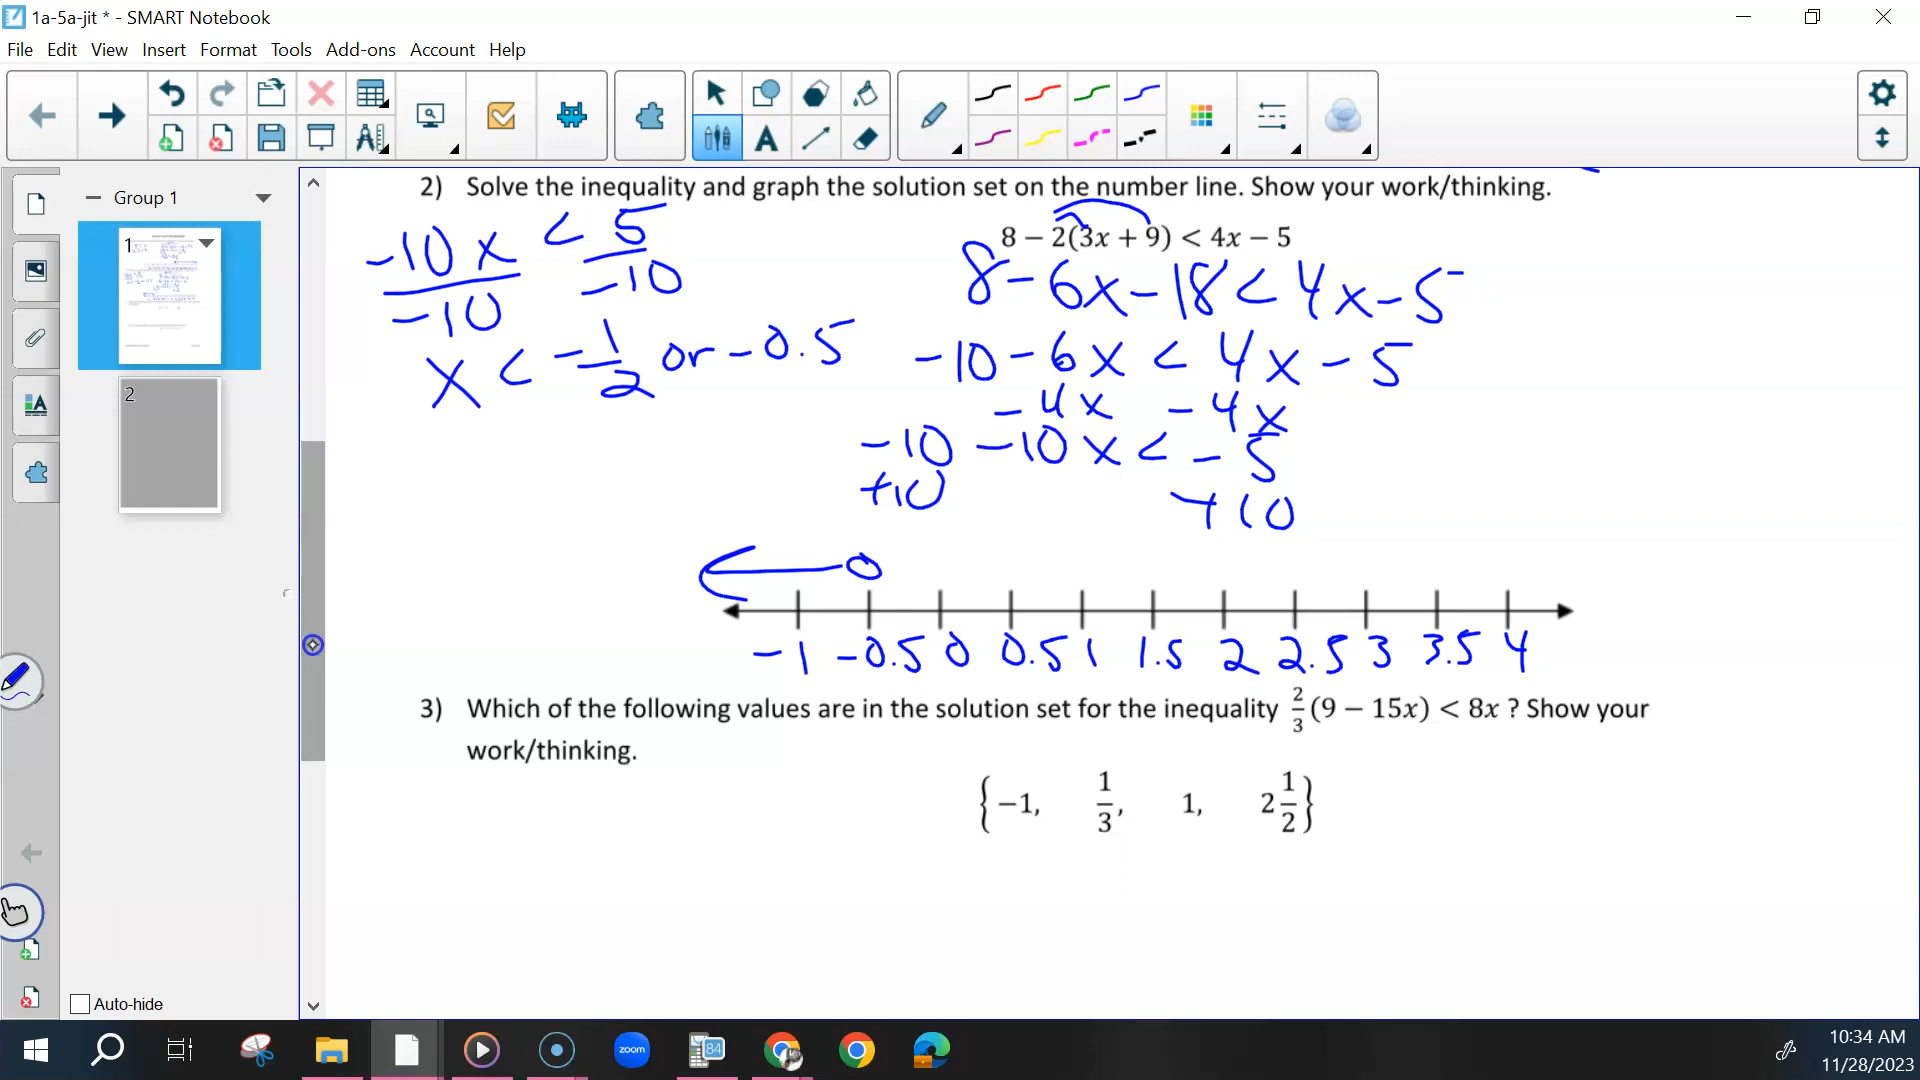 1a-5a-jit * - SMART Notebook
File Edit View Insert Format Tools Add-ons Account Help
Group 1
1
2
Auto-hide
2) Solve the inequality and graph the solution set on the number line. Show your work/thinking.
8 − 2(3x + 9) < 4x − 5
-10x < 5
-10 -10
x < -1/2 or -0.5
8 - 6x - 18 < 4x - 5
-10 - 6x < 4x - 5
- 4x - 4x
-10 - 10x < - 5
+10 +10
-1 -0.5 0 0.5 1 1.5 2 2.5 3 3.5 4
3) Which of the following values are in the solution set for the inequality 2/3(9 − 15x) < 8x ? Show your
work/thinking.
{−1, 1/3, 1, 2 1/2}
zoom
84
10:34 AM
11/28/2023